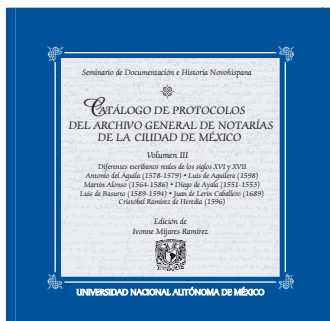 Seminario de Documentación e Historia Novohispana
CATÁLOGO DE PROTOCOLOS
DEL ARCHIVO GENERAL DE NOTARÍAS
DE LA CIUDAD DE MÉXICO
Volumen III
Diferentes escribanos reales de los siglos XVI y XVII
Antonio del Águila (1578-1579) • Luis de Aguilera (1598)
Martín Alonso (1564-1586) • Diego de Ayala (1551-1553)
Luis de Basurto (1589-1594) • Juan de Lerín Caballero (1689)
Cristóbal Ramírez de Heredia (1596)
Edición de
Ivonne Mijares Ramírez
UNIVERSIDAD NACIONAL AUTÓNOMA DE MÉXICO